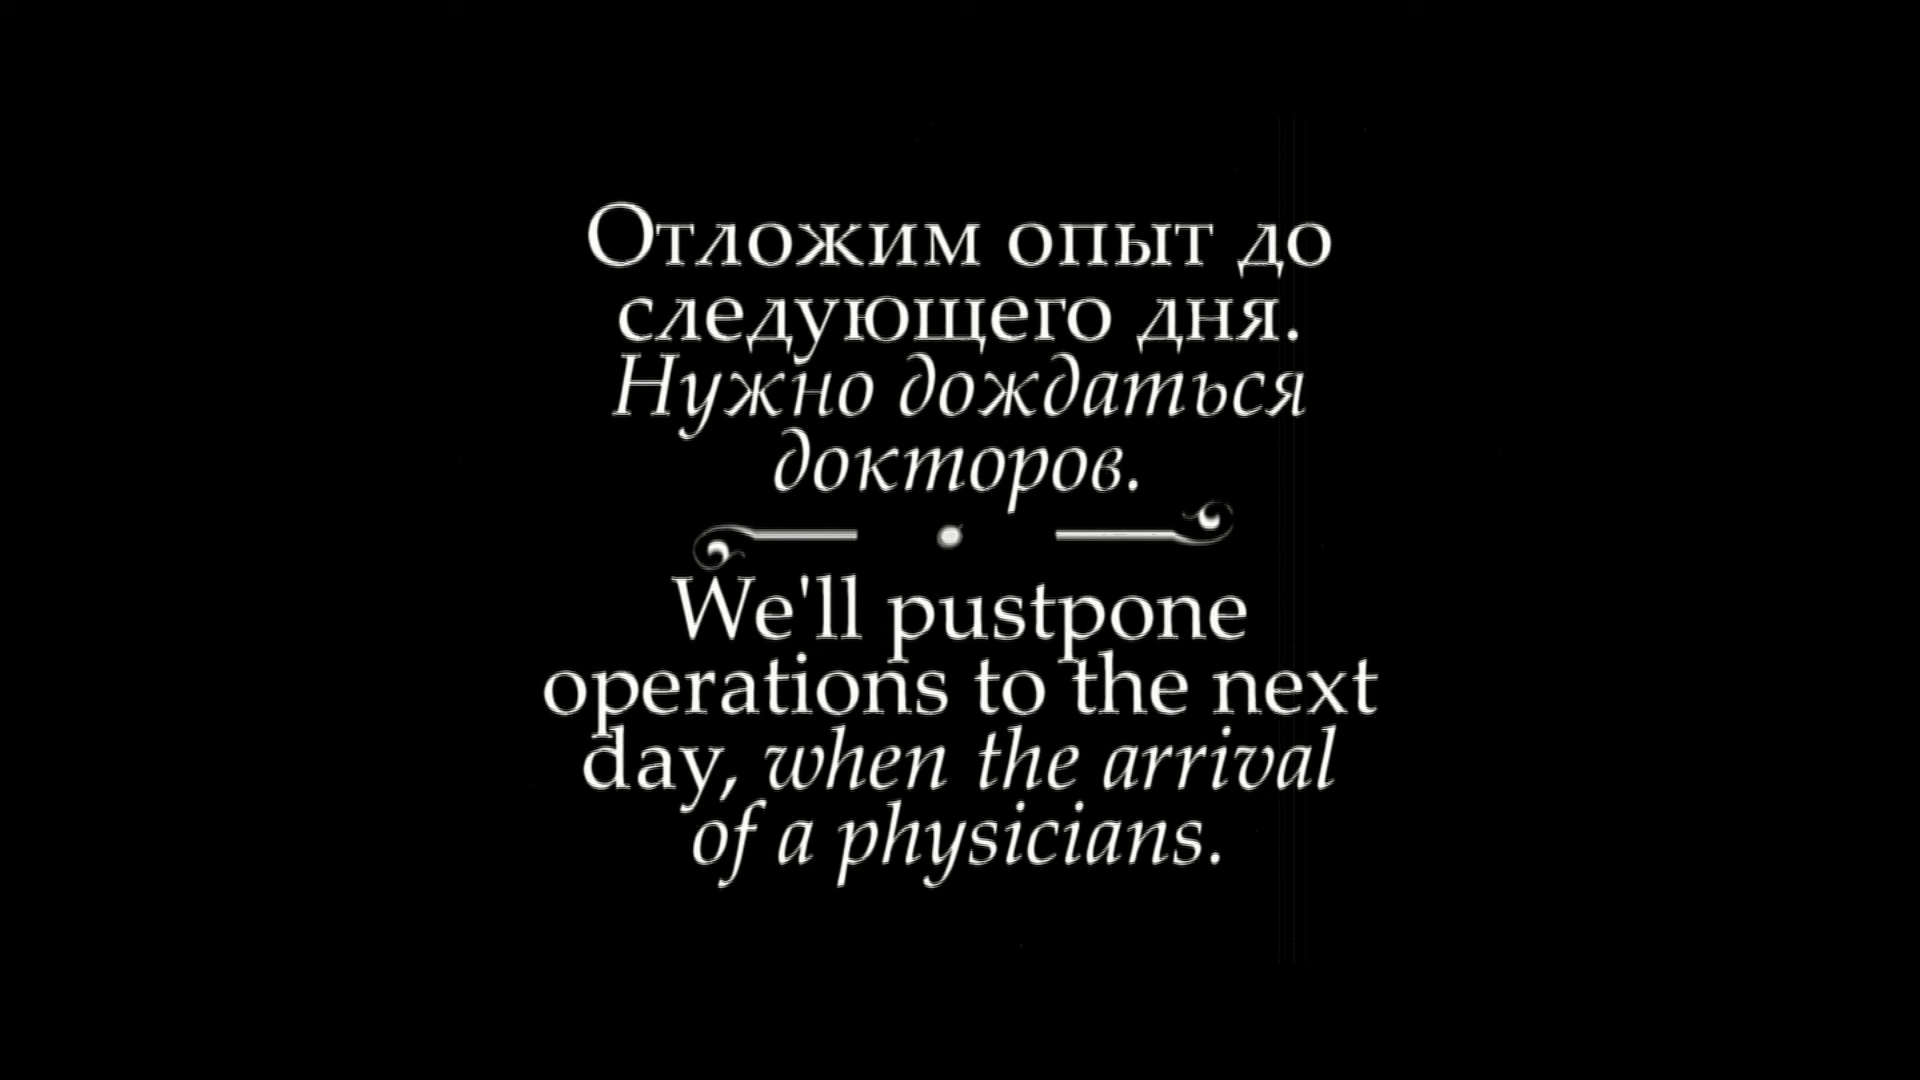 Отложим опыт до
следующего дня.
Нужно дождаться
докторов.
We'll pustpone
operations to the next
day, when the arrival
of a physicians.